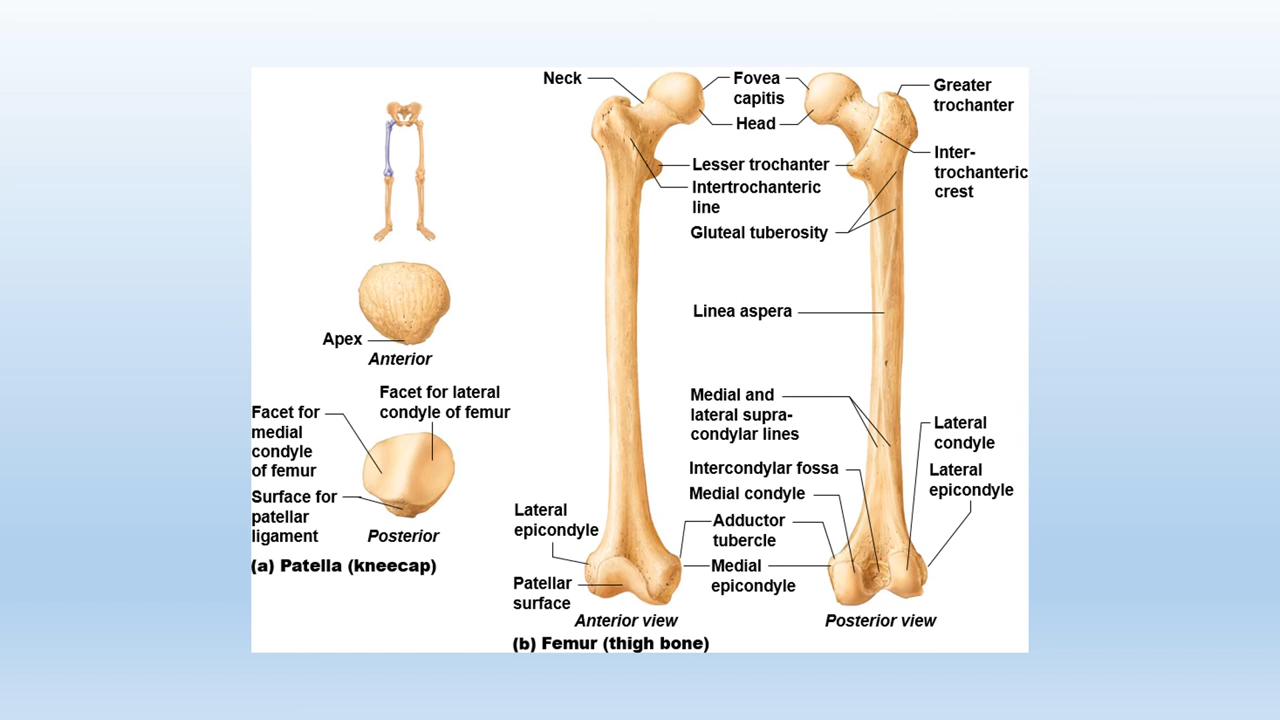 Apex
Anterior
Facet for lateral
condyle of femur
Facet for
medial
condyle
of femur
Surface for
patellar
ligament
Posterior
(a) Patella (kneecap)
Neck
Fovea
capitis
Head
Greater
trochanter
Lesser trochanter
Inter-
trochanteric
crest
Intertrochanteric
line
Gluteal tuberosity
Linea aspera
Medial and
lateral supra-
condylar lines
Intercondylar fossa
Medial condyle
Lateral
condyle
Lateral
epicondyle
Lateral
epicondyle
Adductor
tubercle
Medial
epicondyle
Patellar
surface
Anterior view
Posterior view
(b) Femur (thigh bone)